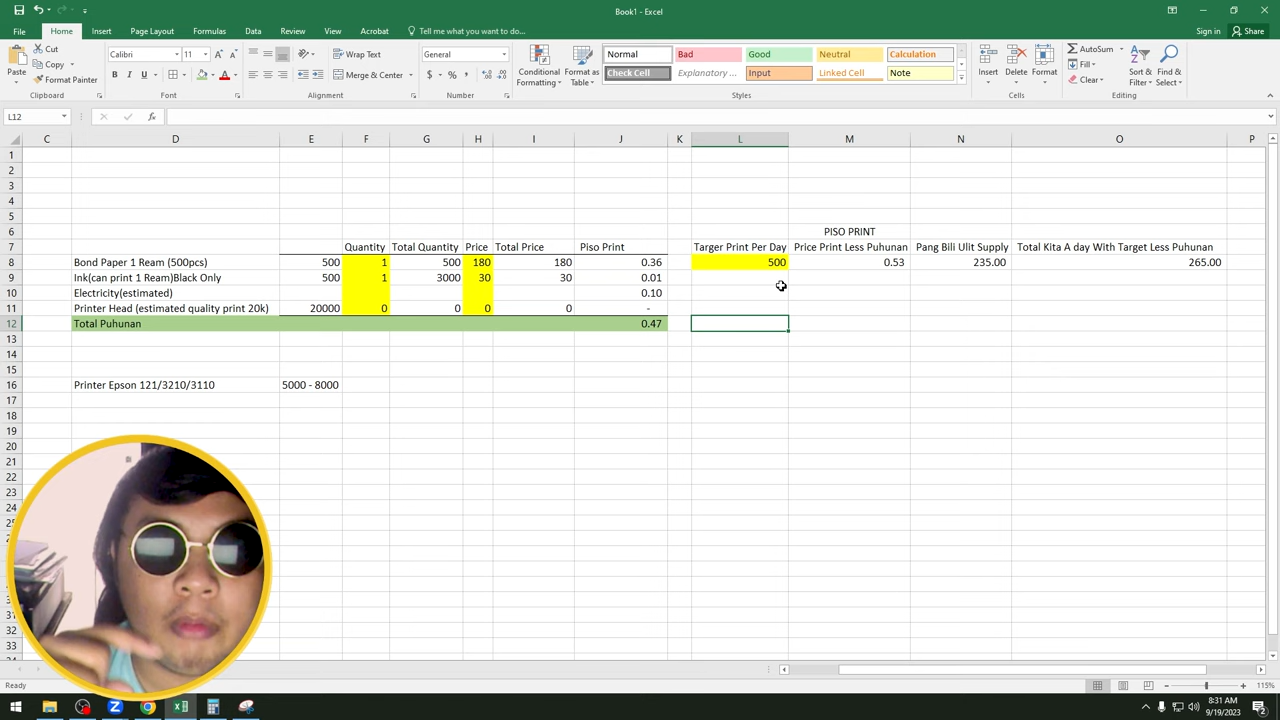 Book1 - Excel
Sign in
Share
File Home Insert Page Layout Formulas Data Review View Acrobat Tell me what you want to do...
Paste
Cut
Copy
Format Painter
Clipboard
Calibri 11
Font
Wrap Text
Merge & Center
Alignment
General
Number
Conditional Formatting
Format as Table
Normal Bad Good Neutral Calculation
Check Cell Explanatory ... Input Linked Cell Note
Styles
Insert Delete Format
Cells
AutoSum
Fill
Clear
Sort & Filter
Find & Select
Editing
L12
C D E F G H I J K L M N O P
1
2
3
4
5
6 PISO PRINT
7 Quantity Total Quantity Price Total Price Piso Print Targer Print Per Day Price Print Less Puhunan Pang Bili Ulit Supply Total Kita A day With Target Less Puhunan
8 Bond Paper 1 Ream (500pcs) 500 1 500 180 180 0.36 500 0.53 235.00 265.00
9 Ink(can print 1 Ream)Black Only 500 1 3000 30 30 0.01
10 Electricity(estimated) 0.10
11 Printer Head (estimated quality print 20k) 20000 0 0 0 0 -
12 Total Puhunan 0.47
13
14
15
16 Printer Epson 121/3210/3110 5000 - 8000
17
18
19
20
21
22
23
24
25
26
27
28
29
30
31
32
33
Ready
115%
8:31 AM
9/19/2023